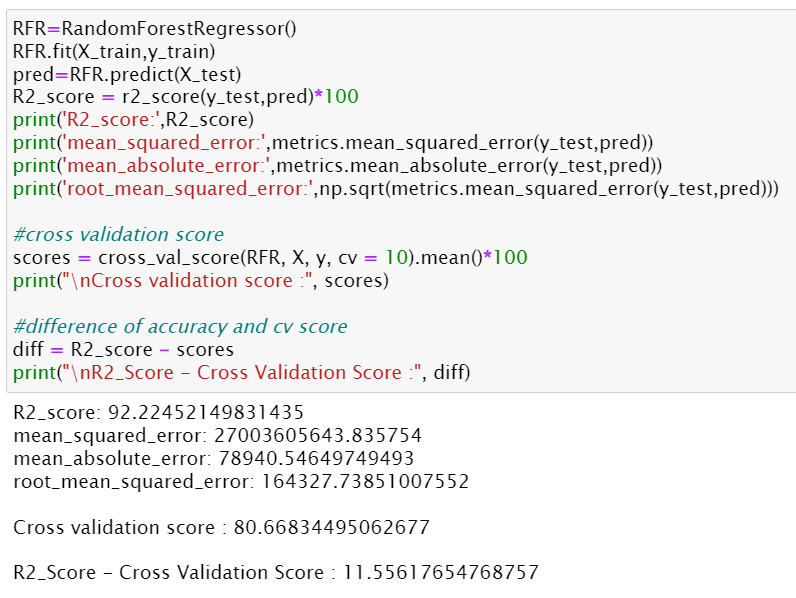 RFR=RandomForestRegressor()
RFR.fit(X_train,y_train)
pred=RFR.predict(X_test)
R2_score = r2_score(y_test,pred)*100
print('R2_score:',R2_score)
print('mean_squared_error:',metrics.mean_squared_error(y_test,pred))
print('mean_absolute_error:',metrics.mean_absolute_error(y_test,pred))
print('root_mean_squared_error:',np.sqrt(metrics.mean_squared_error(y_test,pred)))
#cross validation score
scores = cross_val_score(RFR, X, y, cv = 10).mean()*100
print("\nCross validation score :", scores)
#difference of accuracy and cv score
diff = R2_score - scores
print("\nR2_Score - Cross Validation Score :", diff)
R2_score: 92.22452149831435
mean_squared_error: 27003605643.835754
mean_absolute_error: 78940.54649749493
root_mean_squared_error: 164327.73851007552
Cross validation score : 80.66834495062677
R2_Score - Cross Validation Score : 11.55617654768757